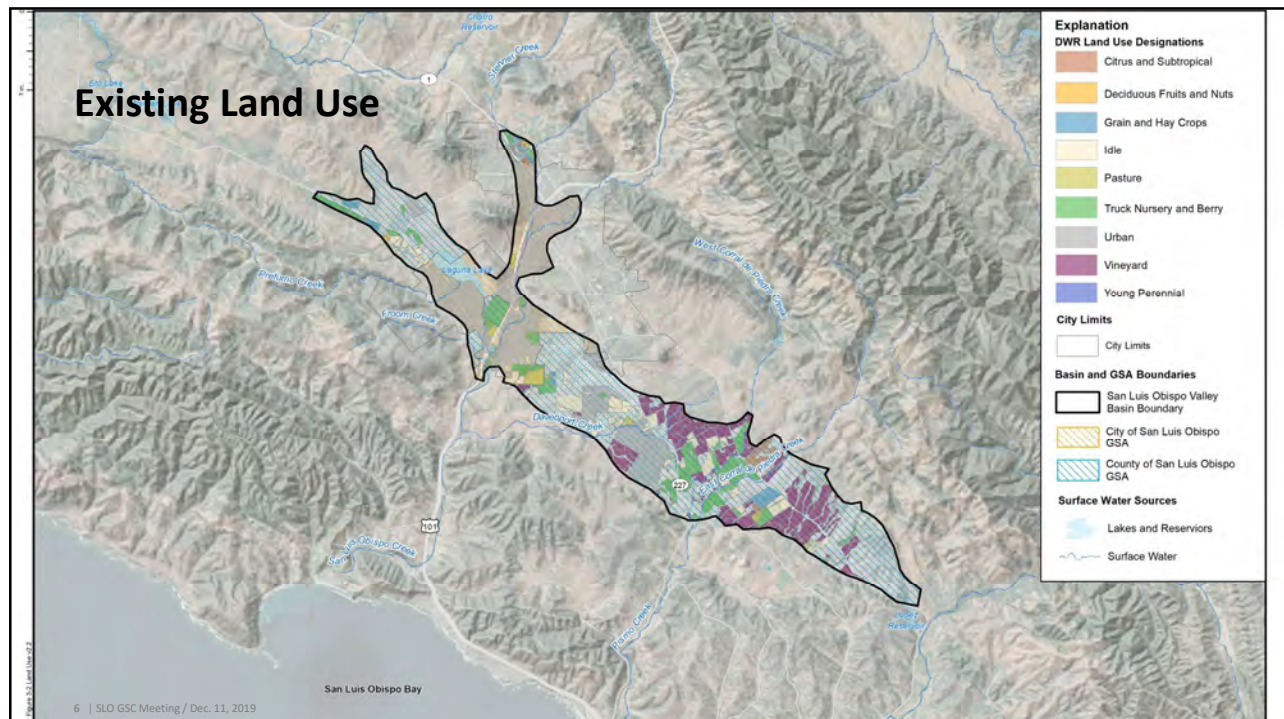 Existing Land Use
Chorro
Reservoir
Stenner Creek
1
Laguna Lake
Prefumo Creek
Froom Creek
West Corral de Piedra Creek
Davenport Creek
East Corral de Piedra Creek
227
101
San Luis Obispo Creek
Pismo Creek
Reservoir
San Luis Obispo Bay
6 | SLO GSC Meeting / Dec. 11, 2019
Explanation
DWR Land Use Designations
Citrus and Subtropical
Deciduous Fruits and Nuts
Grain and Hay Crops
Idle
Pasture
Truck Nursery and Berry
Urban
Vineyard
Young Perennial
City Limits
City Limits
Basin and GSA Boundaries
San Luis Obispo Valley
Basin Boundary
City of San Luis Obispo
GSA
County of San Luis Obispo
GSA
Surface Water Sources
Lakes and Reserviors
Surface Water